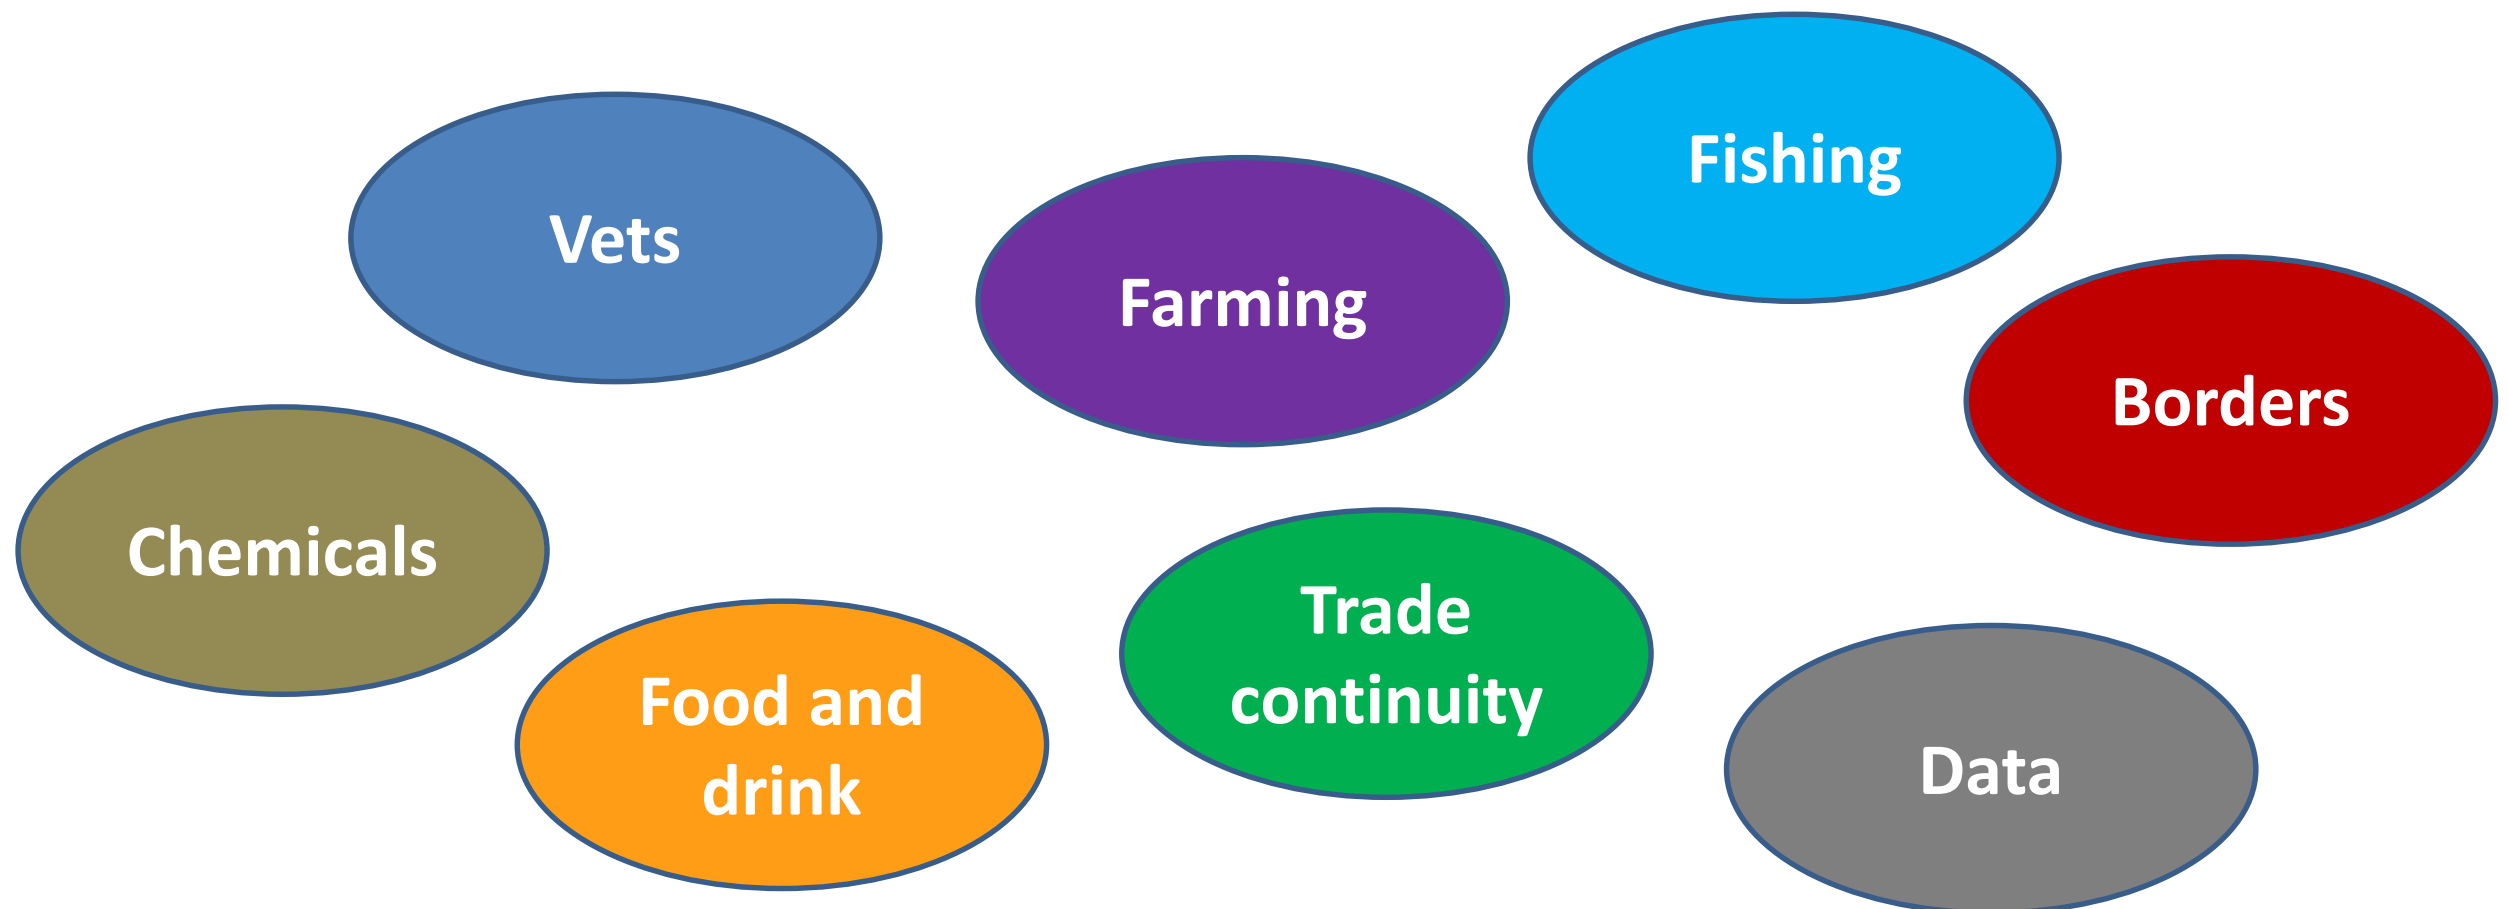 Fishing
Vets
Farming
Borders
Chemicals
Trade
continuity
Food and
drink
Data